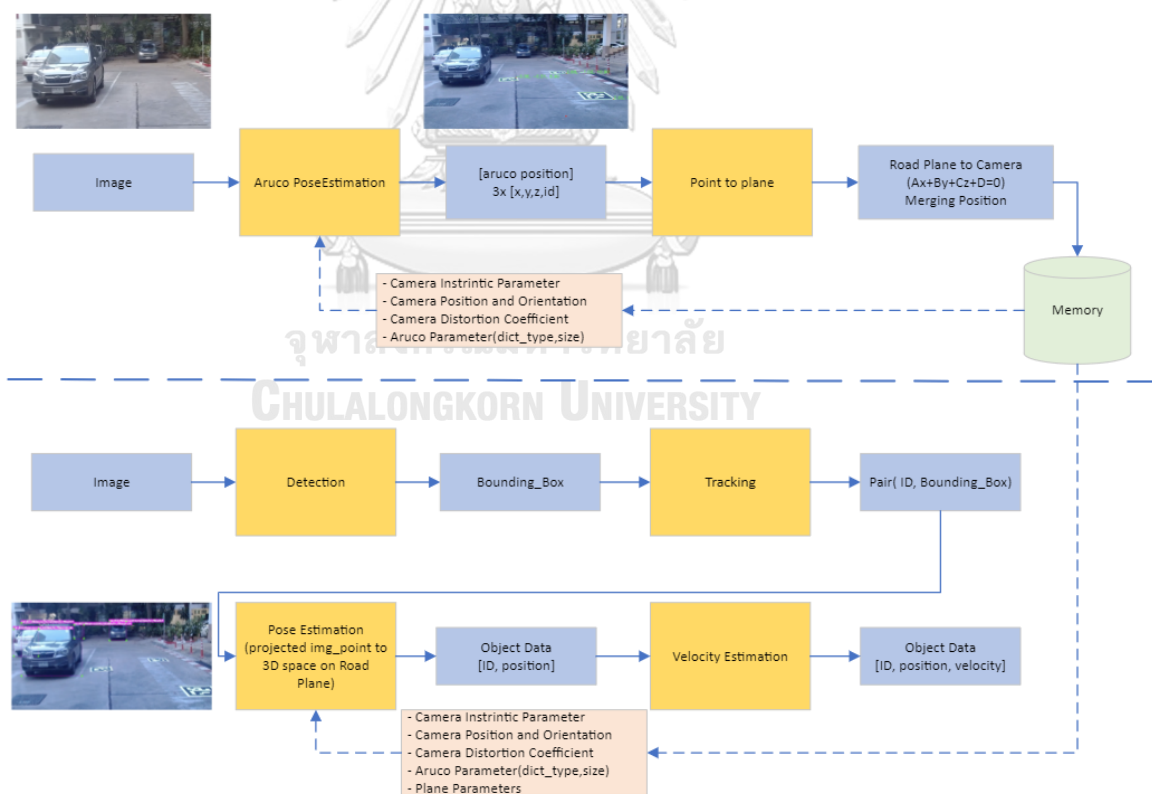 Image
Aruco PoseEstimation
[aruco position]
3x [x,y,z,id]
Point to plane
Road Plane to Camera
(Ax+By+Cz+D=0)
Merging Position
- Camera Instrintic Parameter
- Camera Position and Orientation
- Camera Distortion Coefficient
- Aruco Parameter(dict_type,size)
Memory
จุฬาลงกรณ์มหาวิทยาลัย
CHULALONGKORN UNIVERSITY
Image
Detection
Bounding_Box
Tracking
Pair( ID, Bounding_Box)
Pose Estimation
(projected img_point to
3D space on Road
Plane)
Object Data
[ID, position]
Velocity Estimation
Object Data
[ID, position, velocity]
- Camera Instrintic Parameter
- Camera Position and Orientation
- Camera Distortion Coefficient
- Aruco Parameter(dict_type,size)
- Plane Parameters